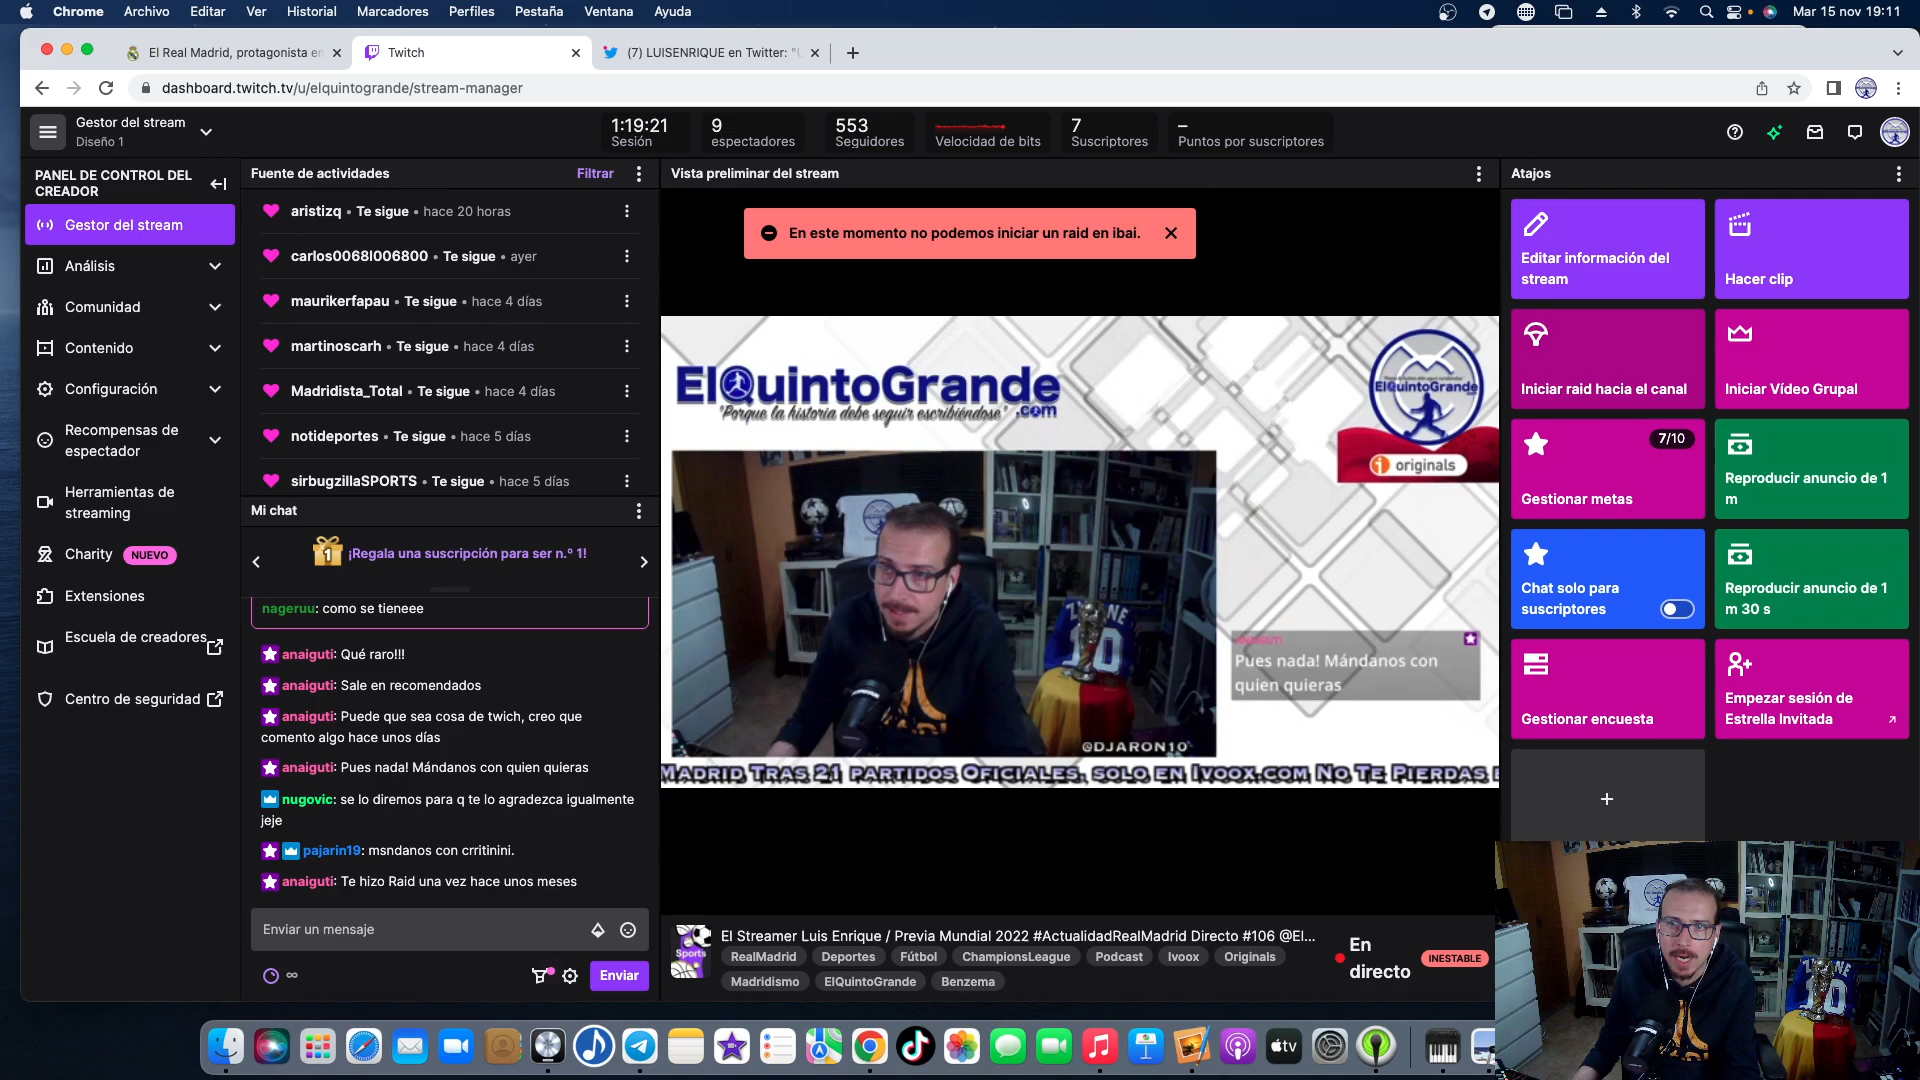 Chrome Archivo Editar Ver Historial Marcadores Perfiles Pestaña Ventana Ayuda Mar 15 nov 19:11
El Real Madrid, protagonista en Twitch (7) LUISENRIQUE en Twitter: "U
dashboard.twitch.tv/u/elquintogrande/stream-manager
Gestor del stream
Diseño 1
1:19:21
Sesión
9
espectadores
553
Seguidores
Velocidad de bits
7
Suscriptores
–
Puntos por suscriptores
PANEL DE CONTROL DEL
CREADOR
Gestor del stream
Análisis
Comunidad
Contenido
Configuración
Recompensas de
espectador
Herramientas de
streaming
Charity NUEVO
Extensiones
Escuela de creadores
Centro de seguridad
Fuente de actividades Filtrar
aristizq • Te sigue • hace 20 horas
carlos0068l006800 • Te sigue • ayer
maurikerfapau • Te sigue • hace 4 días
martinoscarh • Te sigue • hace 4 días
Madridista_Total • Te sigue • hace 4 días
notideportes • Te sigue • hace 5 días
sirbugzillaSPORTS • Te sigue • hace 5 días
Mi chat
1 ¡Regala una suscripción para ser n.º 1!
nageruu: como se tieneee
anaiguti: Qué raro!!!
anaiguti: Sale en recomendados
anaiguti: Puede que sea cosa de twich, creo que
comento algo hace unos días
anaiguti: Pues nada! Mándanos con quien quieras
nugovic: se lo diremos para q te lo agradezca igualmente
jeje
pajarin19: msndanos con crritinini.
anaiguti: Te hizo Raid una vez hace unos meses
Enviar un mensaje
∞
Enviar
Vista preliminar del stream
En este momento no podemos iniciar un raid en ibai.
ElQuintoGrande
"Porque la historia debe seguir escribiéndose" .com
ElQuintoGrande
originals
ZIDANE
10
ANAIGUTI
Pues nada! Mándanos con
quien quieras
@DJARON10
MADRID TRAS 21 PARTIDOS OFICIALES, SOLO EN IVOOX.COM NO TE PIERDAS
Sports
El Streamer Luis Enrique / Previa Mundial 2022 #ActualidadRealMadrid Directo #106 @El...
RealMadrid Deportes Fútbol ChampionsLeague Podcast Ivoox Originals
Madridismo ElQuintoGrande Benzema
En
directo
INESTABLE
Atajos
Editar información del
stream
Hacer clip
Iniciar raid hacia el canal
Iniciar Vídeo Grupal
7/10
Gestionar metas
Reproducir anuncio de 1
m
Chat solo para
suscriptores
Reproducir anuncio de 1
m 30 s
Gestionar encuesta
Empezar sesión de
Estrella Invitada
+
10
tv